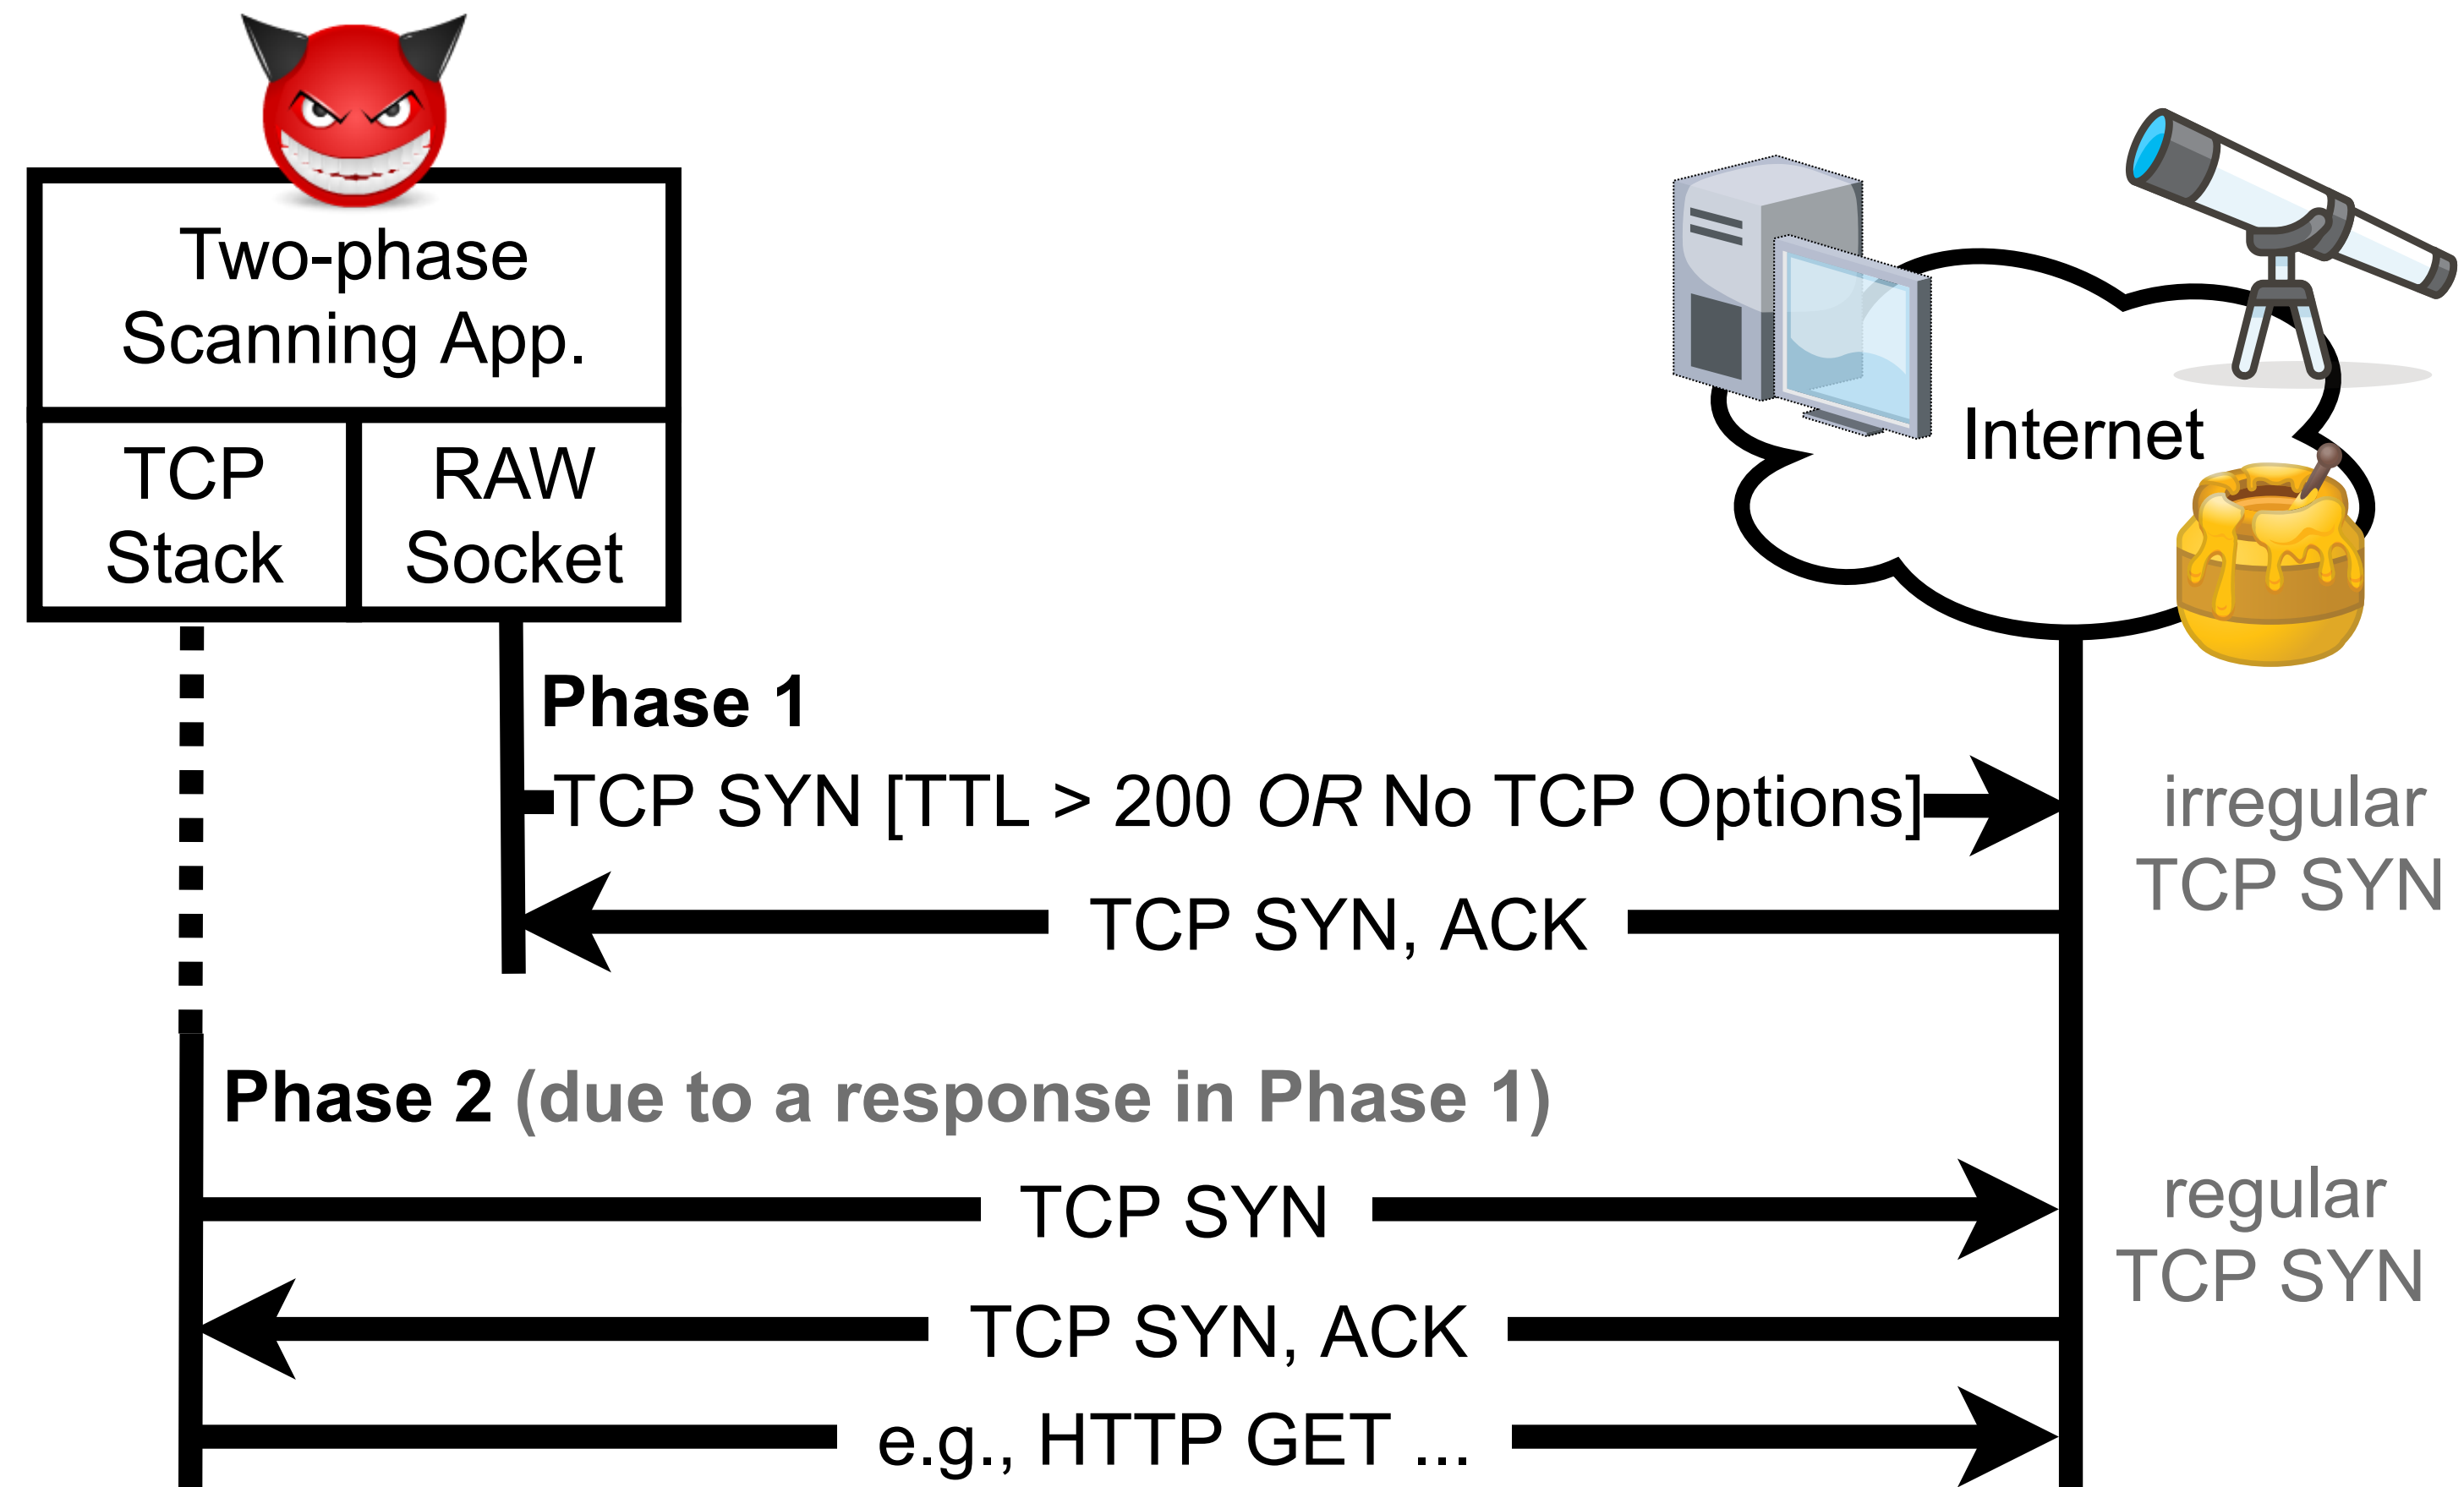 Two-phase
Scanning App.
TCP
Stack
RAW
Socket
Internet
Phase 1
TCP SYN [TTL > 200 OR No TCP Options]
irregular
TCP SYN
TCP SYN, ACK
Phase 2 (due to a response in Phase 1)
TCP SYN
regular
TCP SYN
TCP SYN, ACK
e.g., HTTP GET ...